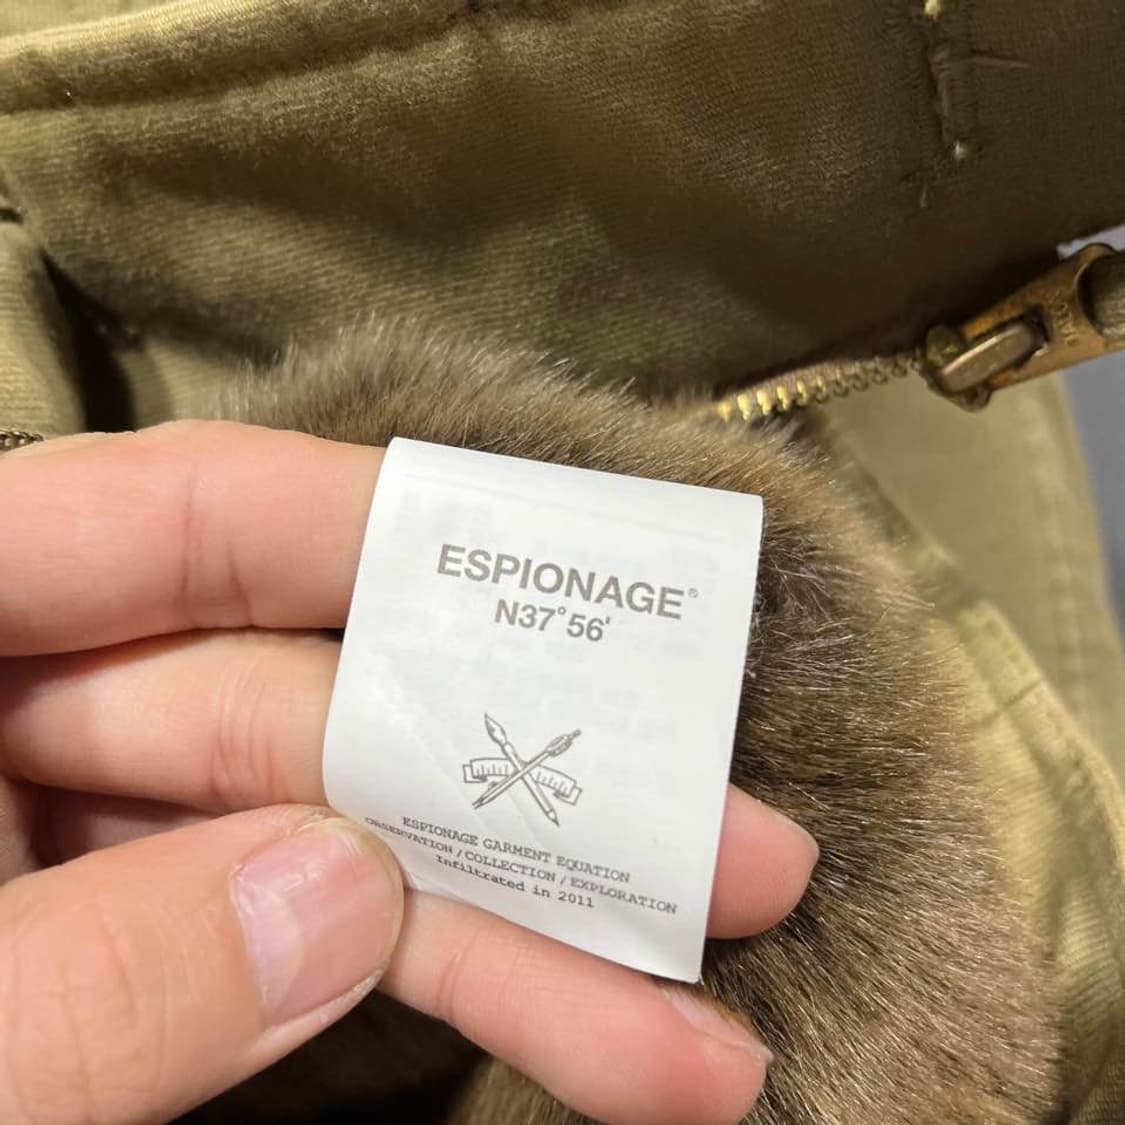 ESPIONAGE®
N37°56'
ESPIONAGE GARMENT EQUATION
OBSERVATION / COLLECTION / EXPLORATION
Infiltrated in 2011